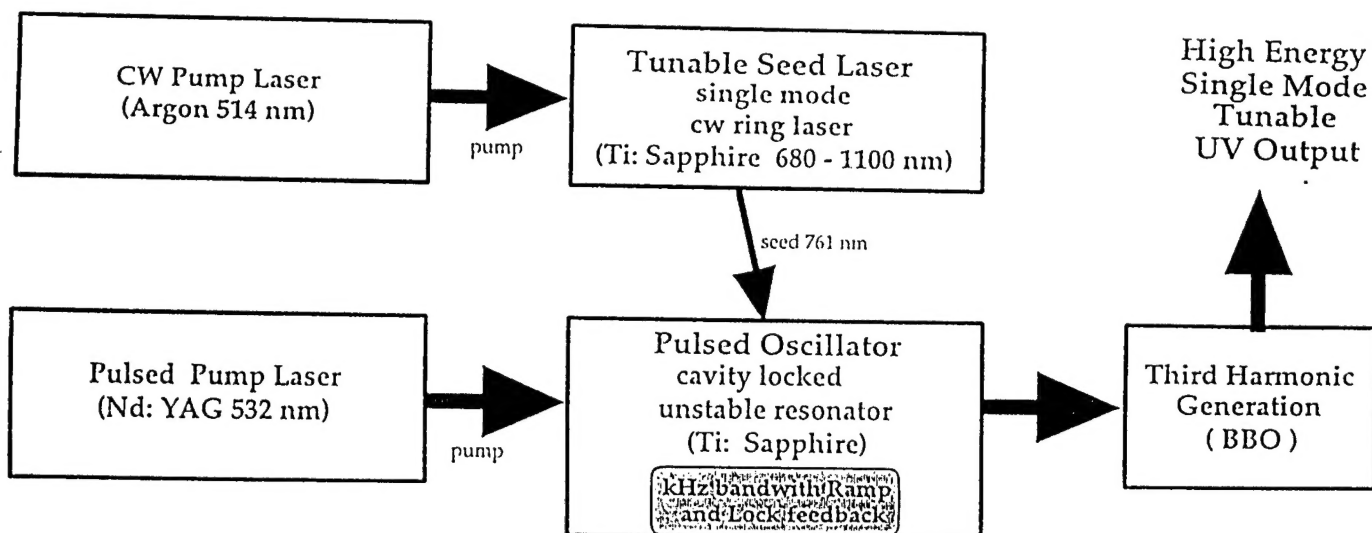 CW Pump Laser
(Argon 514 nm)
pump
Tunable Seed Laser
single mode
cw ring laser
(Ti: Sapphire 680 - 1100 nm)
seed 761 nm
High Energy
Single Mode
Tunable
UV Output
Pulsed Pump Laser
(Nd: YAG 532 nm)
pump
Pulsed Oscillator
cavity locked
unstable resonator
(Ti: Sapphire)
kHz bandwith Ramp
and Lock feedback
Third Harmonic
Generation
( BBO )